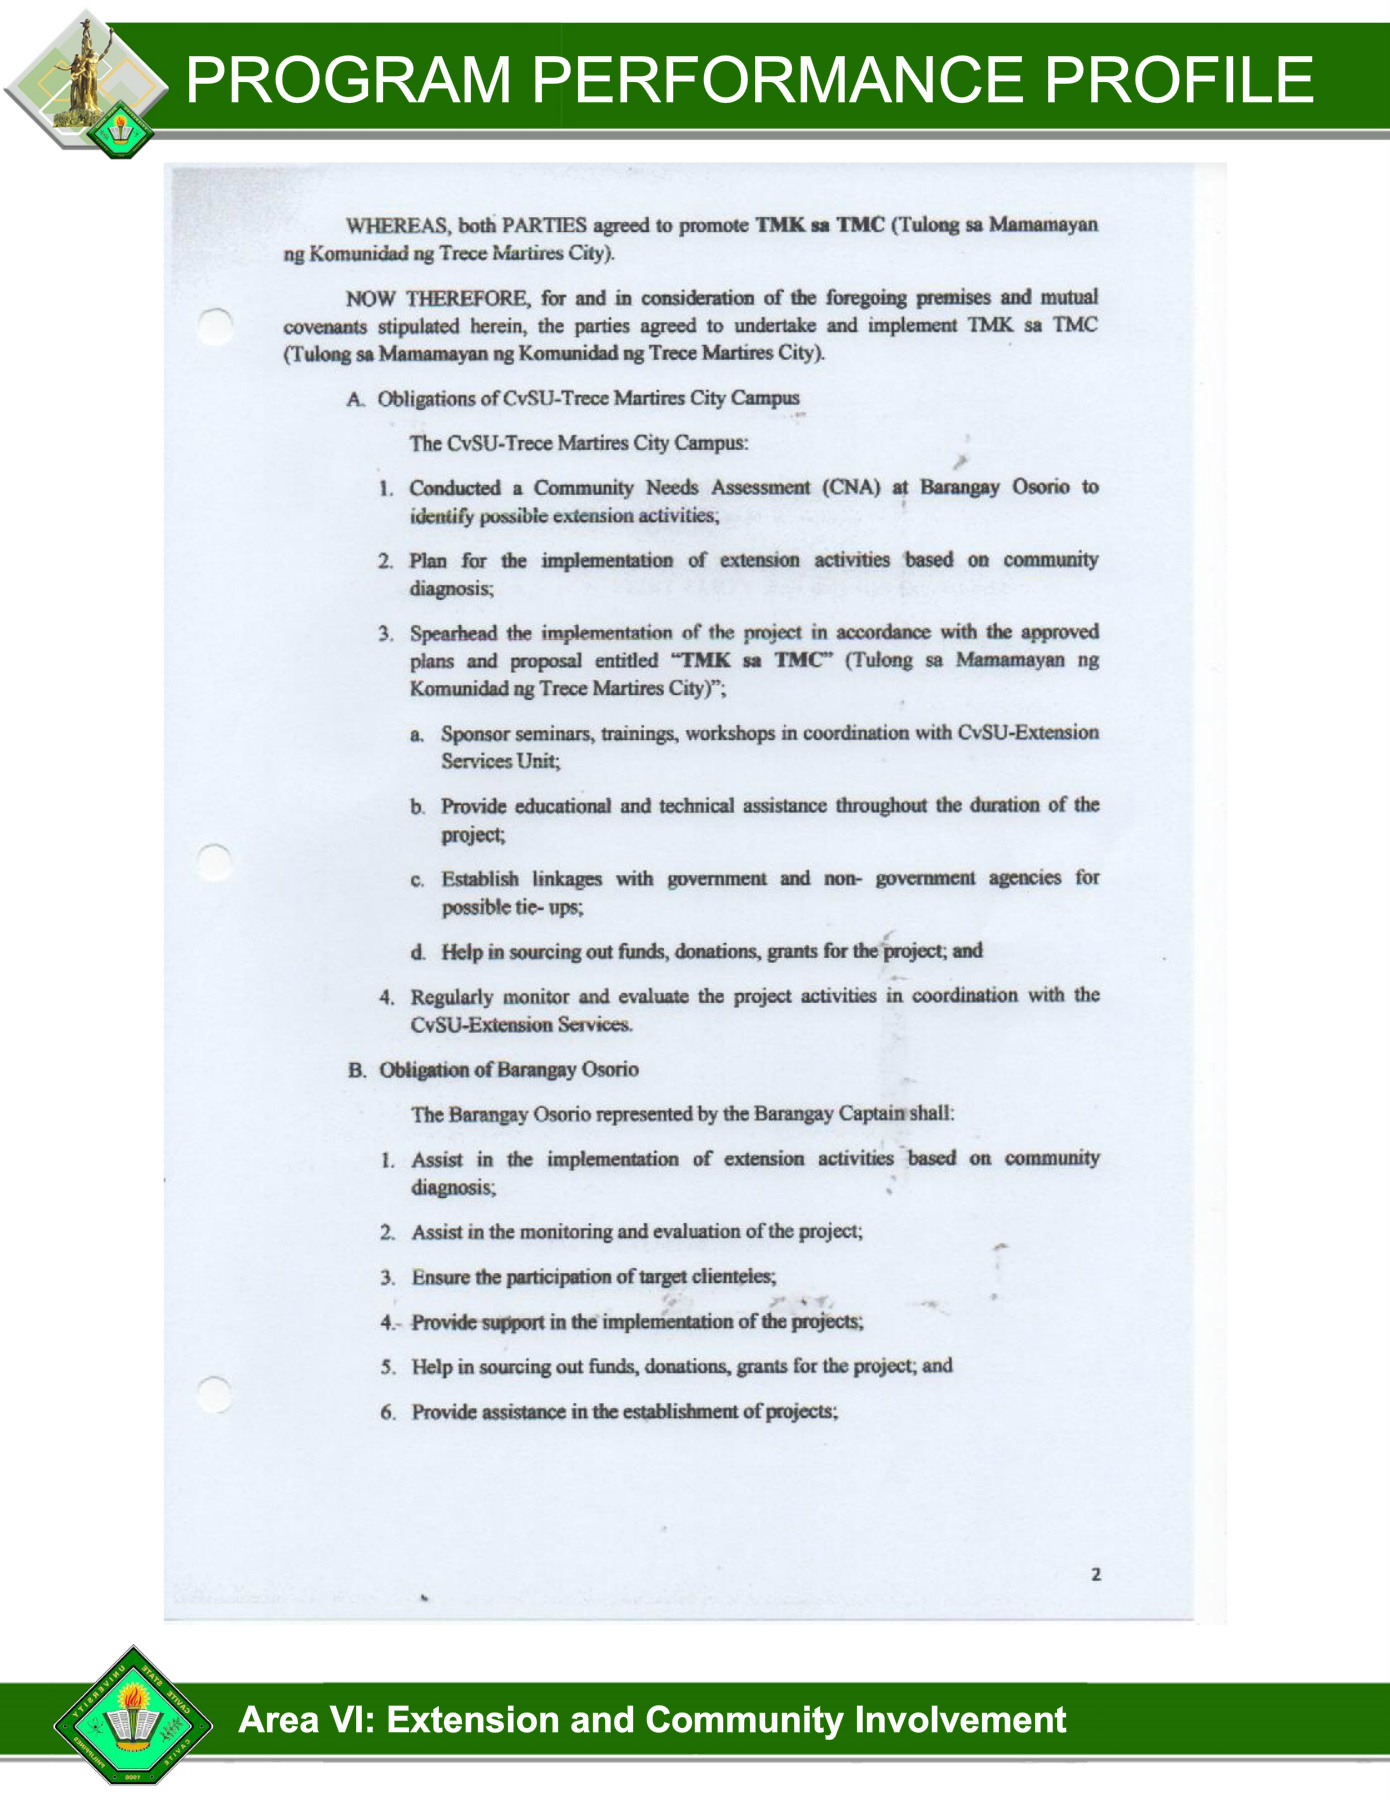 PROGRAM PERFORMANCE PROFILE
WHEREAS, both PARTIES agreed to promote TMK sa TMC (Tulong sa Mamamayan
ng Komunidad ng Trece Martires City).
NOW THEREFORE, for and in consideration of the foregoing premises and mutual
covenants stipulated herein, the parties agreed to undertake and implement TMK sa TMC
(Tulong sa Mamamayan ng Komunidad ng Trece Martires City).
A. Obligations of CvSU-Trece Martires City Campus
The CvSU-Trece Martires City Campus:
1. Conducted a Community Needs Assessment (CNA) at Barangay Osorio to
identify possible extension activities;
2. Plan for the implementation of extension activities based on community
diagnosis;
3. Spearhead the implementation of the project in accordance with the approved
plans and proposal entitled “TMK sa TMC” (Tulong sa Mamamayan ng
Komunidad ng Trece Martires City)”;
a. Sponsor seminars, trainings, workshops in coordination with CvSU-Extension
Services Unit;
b. Provide educational and technical assistance throughout the duration of the
project;
c. Establish linkages with government and non- government agencies for
possible tie- ups;
d. Help in sourcing out funds, donations, grants for the project; and
4. Regularly monitor and evaluate the project activities in coordination with the
CvSU-Extension Services.
B. Obligation of Barangay Osorio
The Barangay Osorio represented by the Barangay Captain shall:
1. Assist in the implementation of extension activities based on community
diagnosis;
2. Assist in the monitoring and evaluation of the project;
3. Ensure the participation of target clienteles;
4. Provide support in the implementation of the projects;
5. Help in sourcing out funds, donations, grants for the project; and
6. Provide assistance in the establishment of projects;
2
CAVITE STATE UNIVERSITY
CAVITE PHILIPPINES
Area VI: Extension and Community Involvement